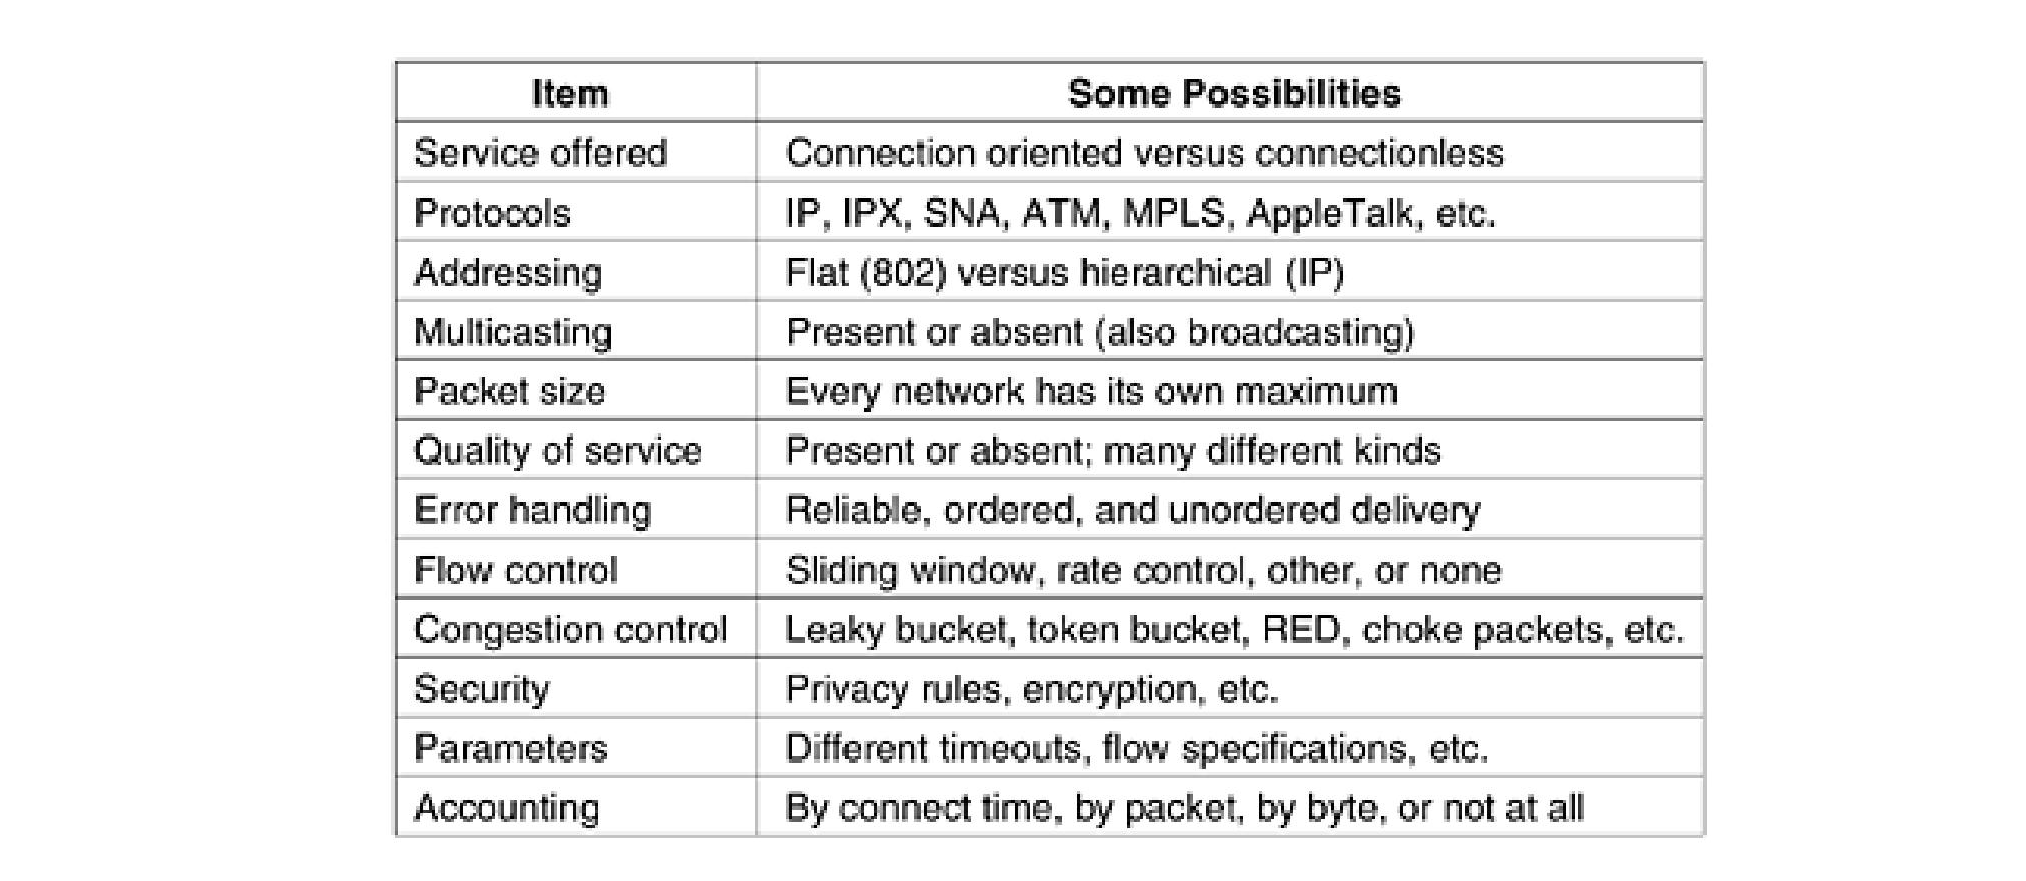 Item Some Possibilities
Service offered Connection oriented versus connectionless
Protocols IP, IPX, SNA, ATM, MPLS, AppleTalk, etc.
Addressing Flat (802) versus hierarchical (IP)
Multicasting Present or absent (also broadcasting)
Packet size Every network has its own maximum
Quality of service Present or absent; many different kinds
Error handling Reliable, ordered, and unordered delivery
Flow control Sliding window, rate control, other, or none
Congestion control Leaky bucket, token bucket, RED, choke packets, etc.
Security Privacy rules, encryption, etc.
Parameters Different timeouts, flow specifications, etc.
Accounting By connect time, by packet, by byte, or not at all